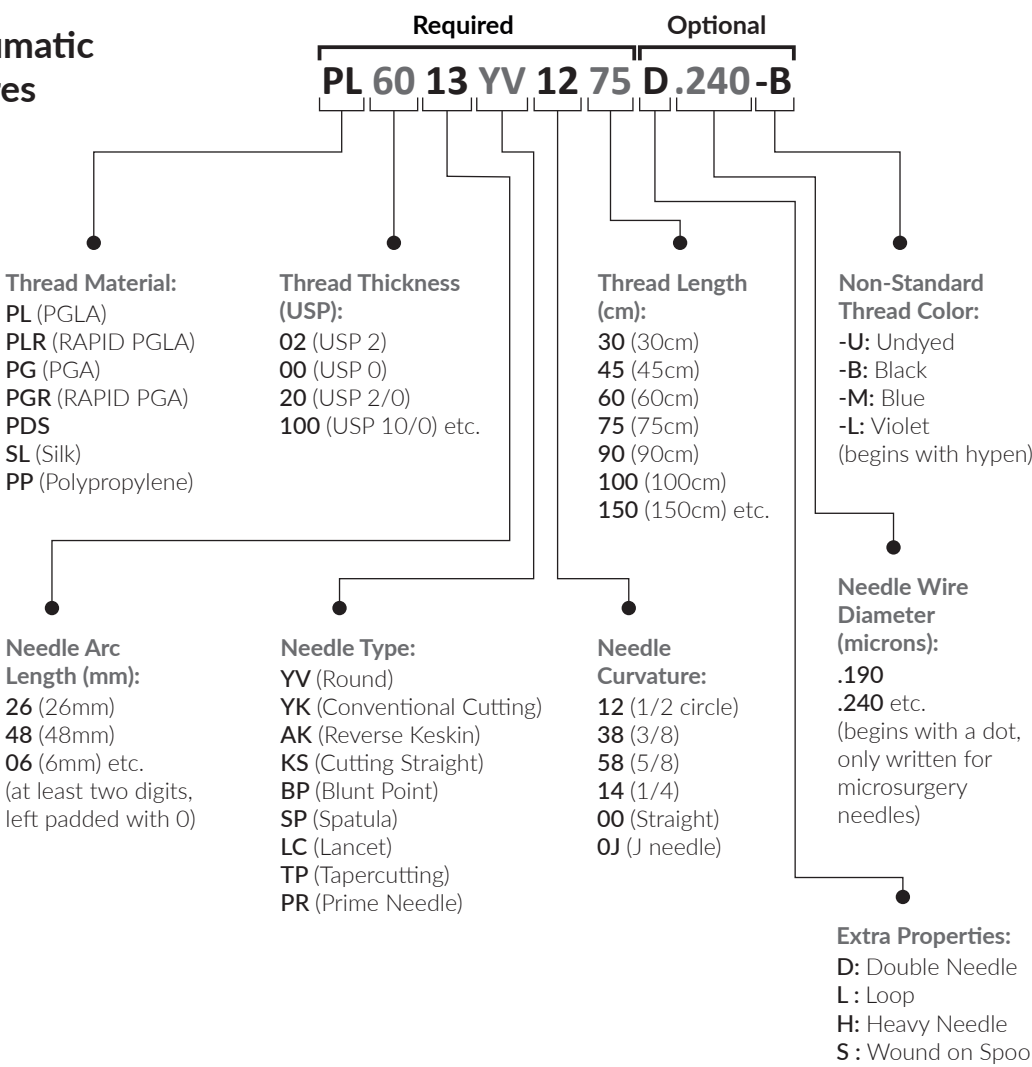 umatic
res
Required
Optional
PL 60 13 YV 12 75 D .240 -B
Thread Material:
PL (PGLA)
PLR (RAPID PGLA)
PG (PGA)
PGR (RAPID PGA)
PDS
SL (Silk)
PP (Polypropylene)
Thread Thickness
(USP):
02 (USP 2)
00 (USP 0)
20 (USP 2/0)
100 (USP 10/0) etc.
Thread Length
(cm):
30 (30cm)
45 (45cm)
60 (60cm)
75 (75cm)
90 (90cm)
100 (100cm)
150 (150cm) etc.
Non-Standard
Thread Color:
-U: Undyed
-B: Black
-M: Blue
-L: Violet
(begins with hypen)
Needle Arc
Length (mm):
26 (26mm)
48 (48mm)
06 (6mm) etc.
(at least two digits,
left padded with 0)
Needle Type:
YV (Round)
YK (Conventional Cutting)
AK (Reverse Keskin)
KS (Cutting Straight)
BP (Blunt Point)
SP (Spatula)
LC (Lancet)
TP (Tapercutting)
PR (Prime Needle)
Needle
Curvature:
12 (1/2 circle)
38 (3/8)
58 (5/8)
14 (1/4)
00 (Straight)
0J (J needle)
Needle Wire
Diameter
(microns):
.190
.240 etc.
(begins with a dot,
only written for
microsurgery
needles)
Extra Properties:
D: Double Needle
L : Loop
H: Heavy Needle
S : Wound on Spoo